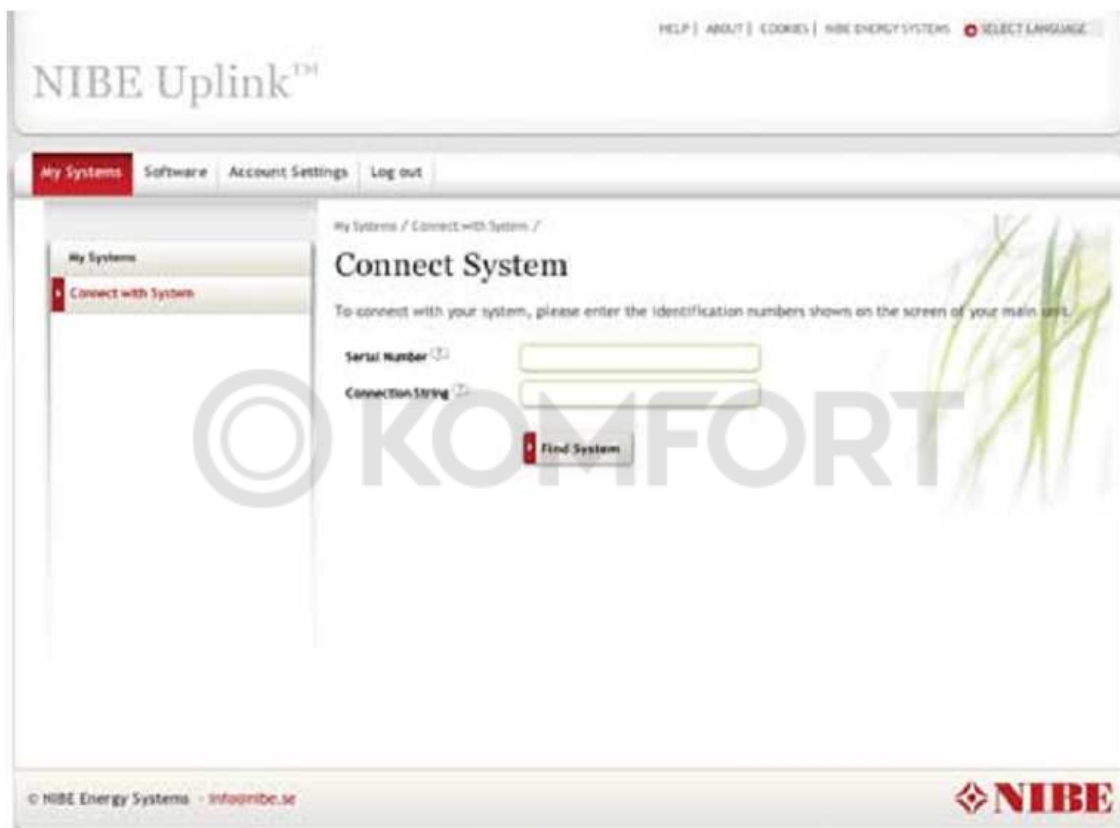 HELP | ABOUT | COOKIES | NIBE ENERGY SYSTEMS SELECT LANGUAGE
NIBE Uplink™
My Systems Software Account Settings Log out
My Systems / Connect with System /
My Systems
Connect with System
Connect System
To connect with your system, please enter the identification numbers shown on the screen of your main unit.
Serial Number
Connection String
KOMFORT
Find System
© NIBE Energy Systems - info@nibe.se
NIBE